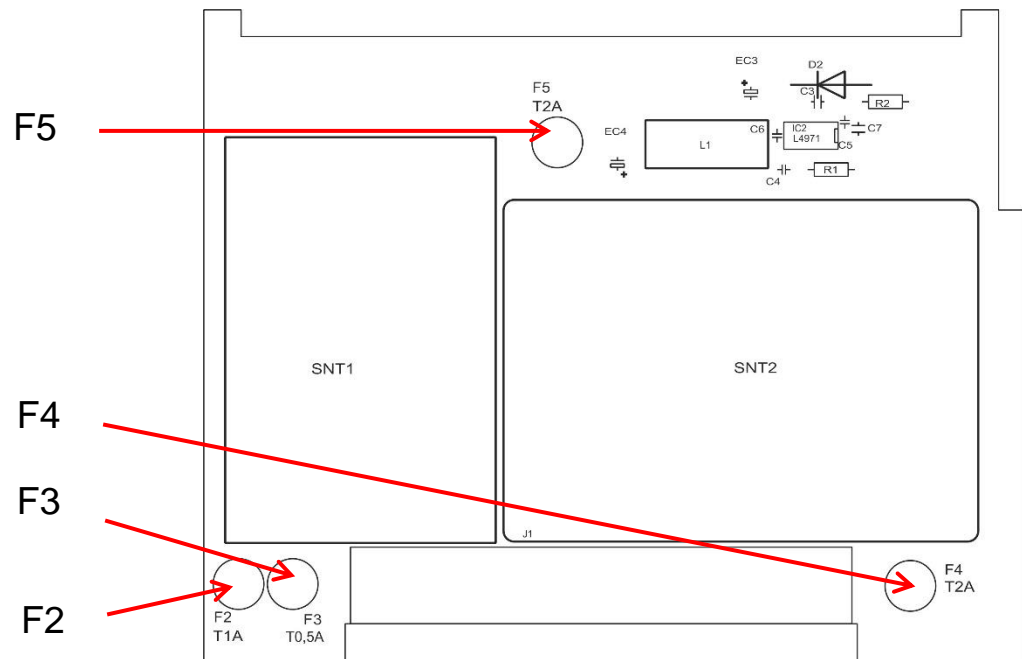 EC3
D2
F5
T2A
C3
R2
F5
EC4
C6
IC2
L4971
C7
L1
C5
C4
R1
SNT1
SNT2
F4
F3
J1
F4
T2A
F2
F2
T1A
F3
T0,5A